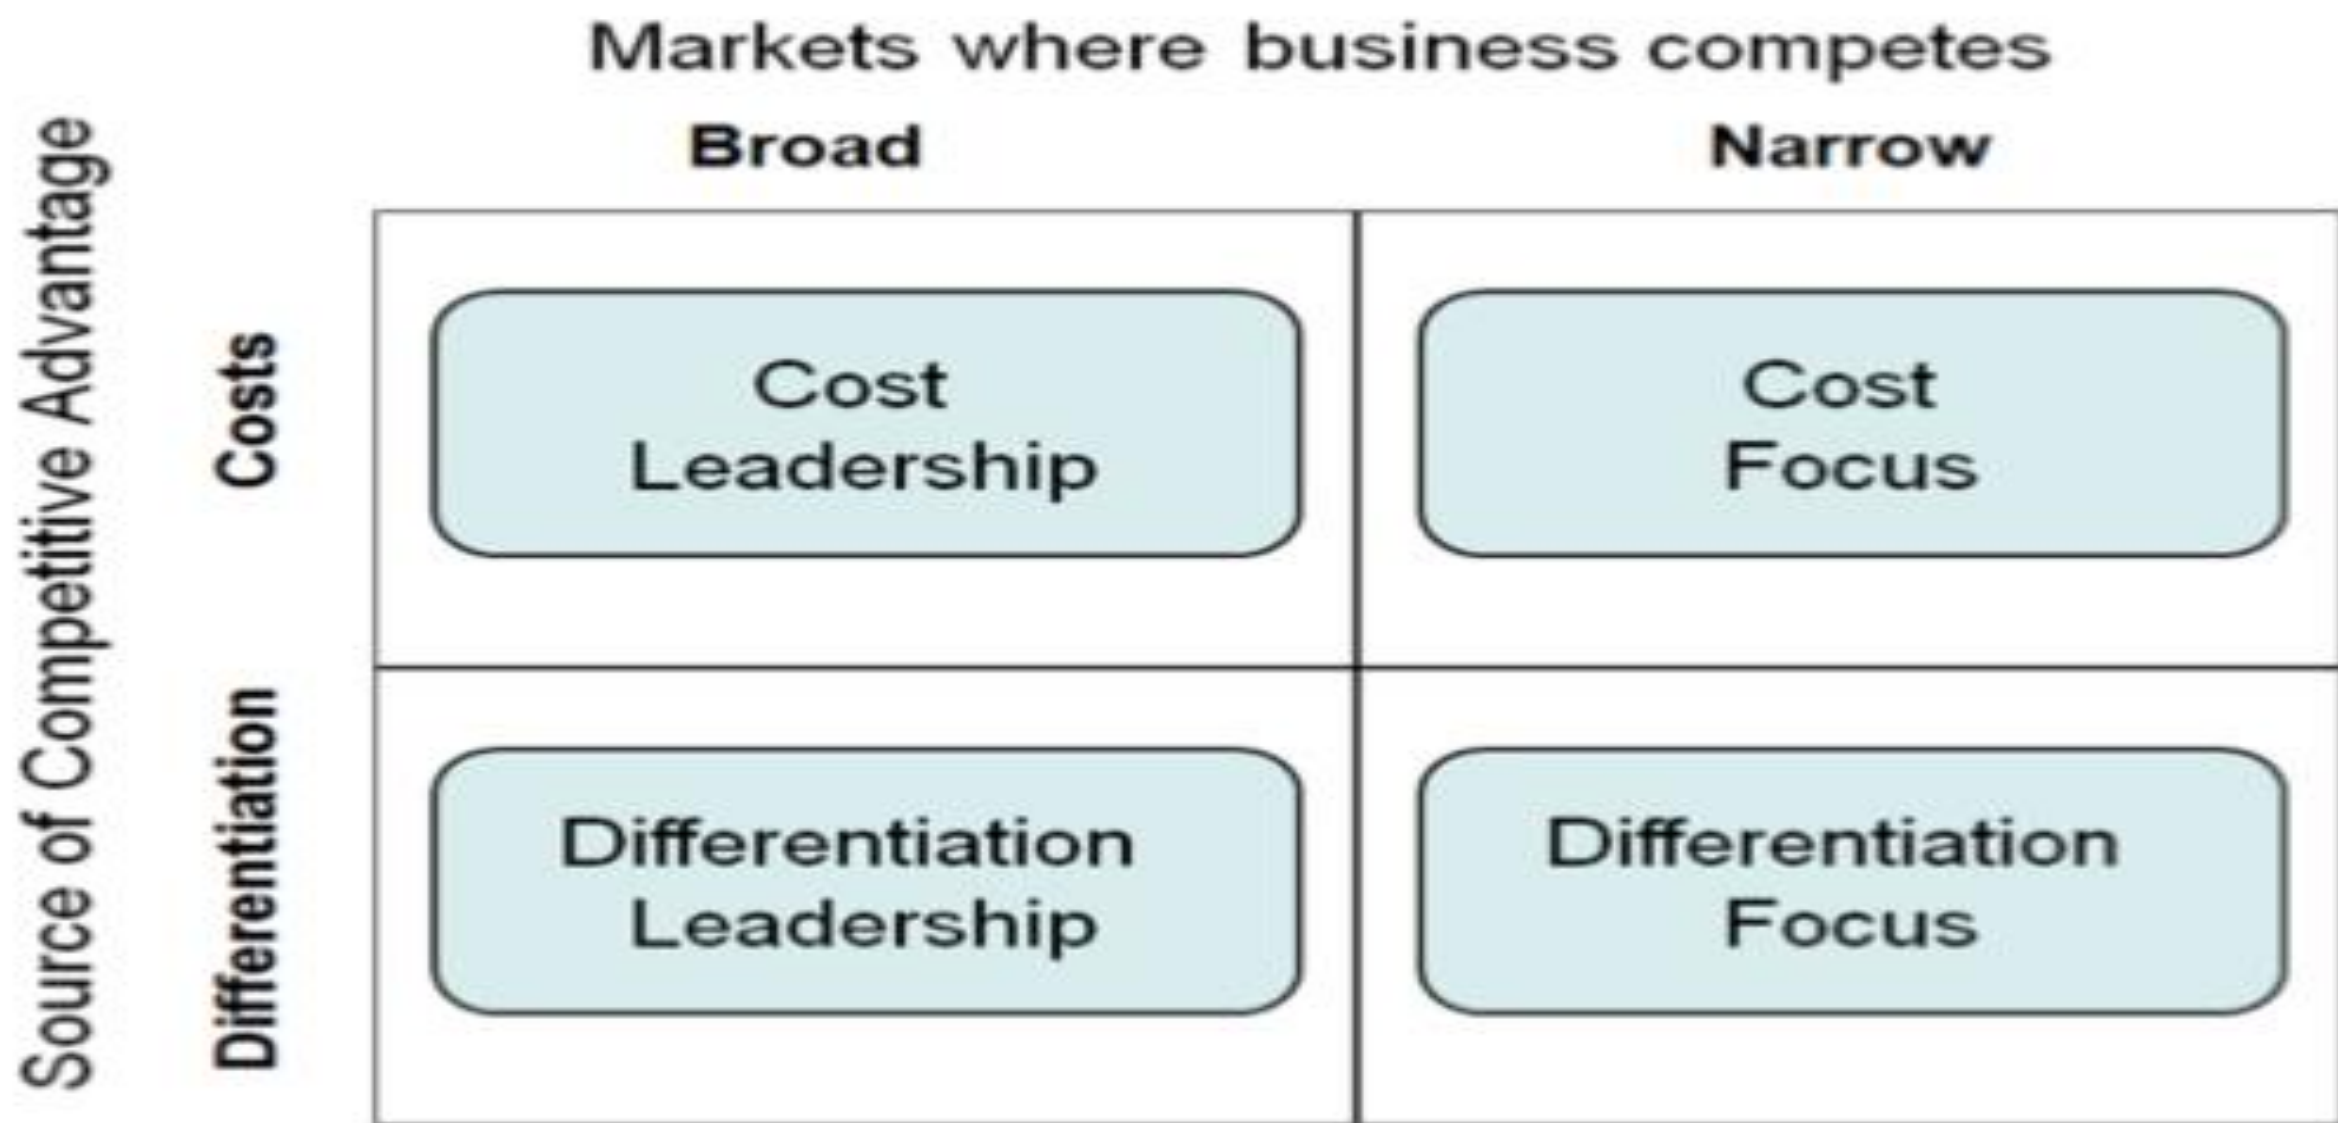 Markets where business competes
Broad
Narrow
Source of Competitive Advantage
Costs
Cost
Leadership
Cost
Focus
Differentiation
Differentiation
Leadership
Differentiation
Focus